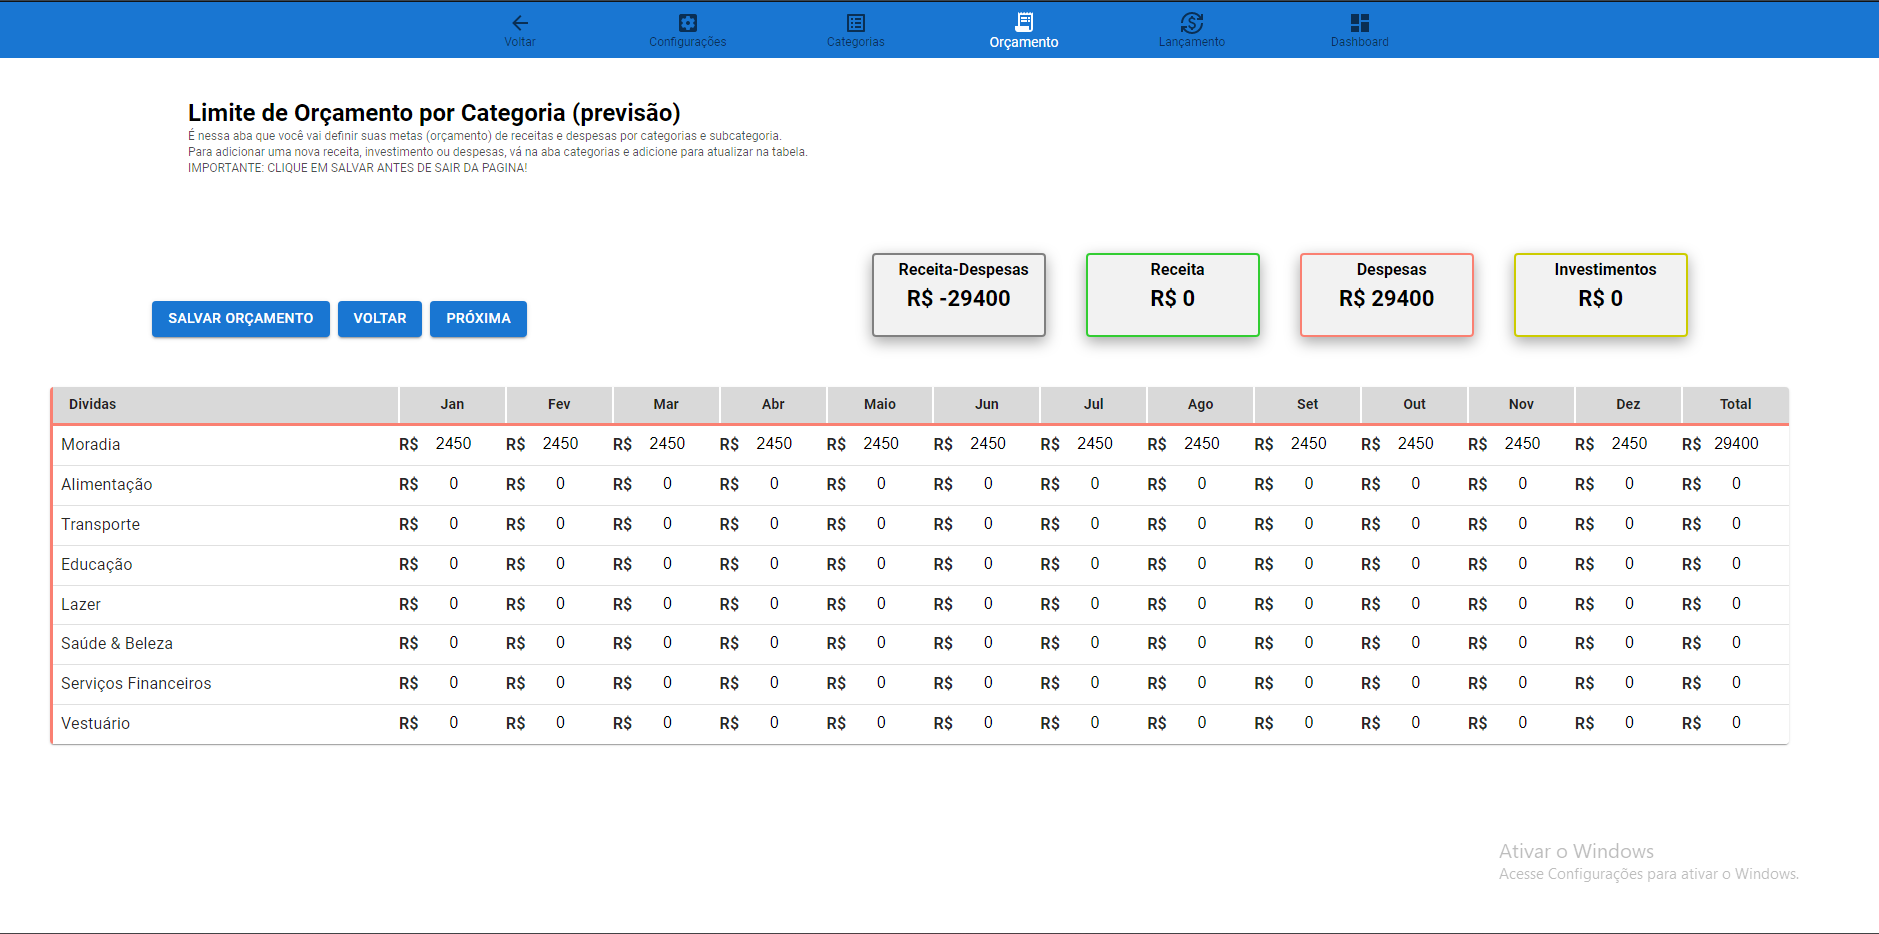 Voltar
Configurações
Categorias
Orçamento
Lançamento
Dashboard
Limite de Orçamento por Categoria (previsão)
É nessa aba que você vai definir suas metas (orçamento) de receitas e despesas por categorias e subcategoria.
Para adicionar uma nova receita, investimento ou despesas, vá na aba categorias e adicione para atualizar na tabela.
IMPORTANTE: CLIQUE EM SALVAR ANTES DE SAIR DA PAGINA!
Receita-Despesas
R$ -29400
Receita
R$ 0
Despesas
R$ 29400
Investimentos
R$ 0
SALVAR ORÇAMENTO VOLTAR PRÓXIMA
Dividas Jan Fev Mar Abr Maio Jun Jul Ago Set Out Nov Dez Total
Moradia R$ 2450 R$ 2450 R$ 2450 R$ 2450 R$ 2450 R$ 2450 R$ 2450 R$ 2450 R$ 2450 R$ 2450 R$ 2450 R$ 2450 R$ 29400
Alimentação R$ 0 R$ 0 R$ 0 R$ 0 R$ 0 R$ 0 R$ 0 R$ 0 R$ 0 R$ 0 R$ 0 R$ 0 R$ 0
Transporte R$ 0 R$ 0 R$ 0 R$ 0 R$ 0 R$ 0 R$ 0 R$ 0 R$ 0 R$ 0 R$ 0 R$ 0 R$ 0
Educação R$ 0 R$ 0 R$ 0 R$ 0 R$ 0 R$ 0 R$ 0 R$ 0 R$ 0 R$ 0 R$ 0 R$ 0 R$ 0
Lazer R$ 0 R$ 0 R$ 0 R$ 0 R$ 0 R$ 0 R$ 0 R$ 0 R$ 0 R$ 0 R$ 0 R$ 0 R$ 0
Saúde & Beleza R$ 0 R$ 0 R$ 0 R$ 0 R$ 0 R$ 0 R$ 0 R$ 0 R$ 0 R$ 0 R$ 0 R$ 0 R$ 0
Serviços Financeiros R$ 0 R$ 0 R$ 0 R$ 0 R$ 0 R$ 0 R$ 0 R$ 0 R$ 0 R$ 0 R$ 0 R$ 0 R$ 0
Vestuário R$ 0 R$ 0 R$ 0 R$ 0 R$ 0 R$ 0 R$ 0 R$ 0 R$ 0 R$ 0 R$ 0 R$ 0 R$ 0
Ativar o Windows
Acesse Configurações para ativar o Windows.